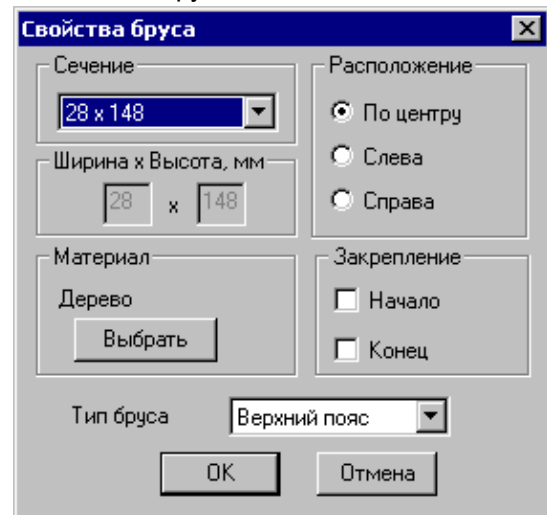 Свойства бруса
Сечение
28 x 148
Ширина x Высота, мм
28 x 148
Материал
Дерево
Выбрать
Расположение
По центру
Слева
Справа
Закрепление
Начало
Конец
Тип бруса Верхний пояс
OK Отмена